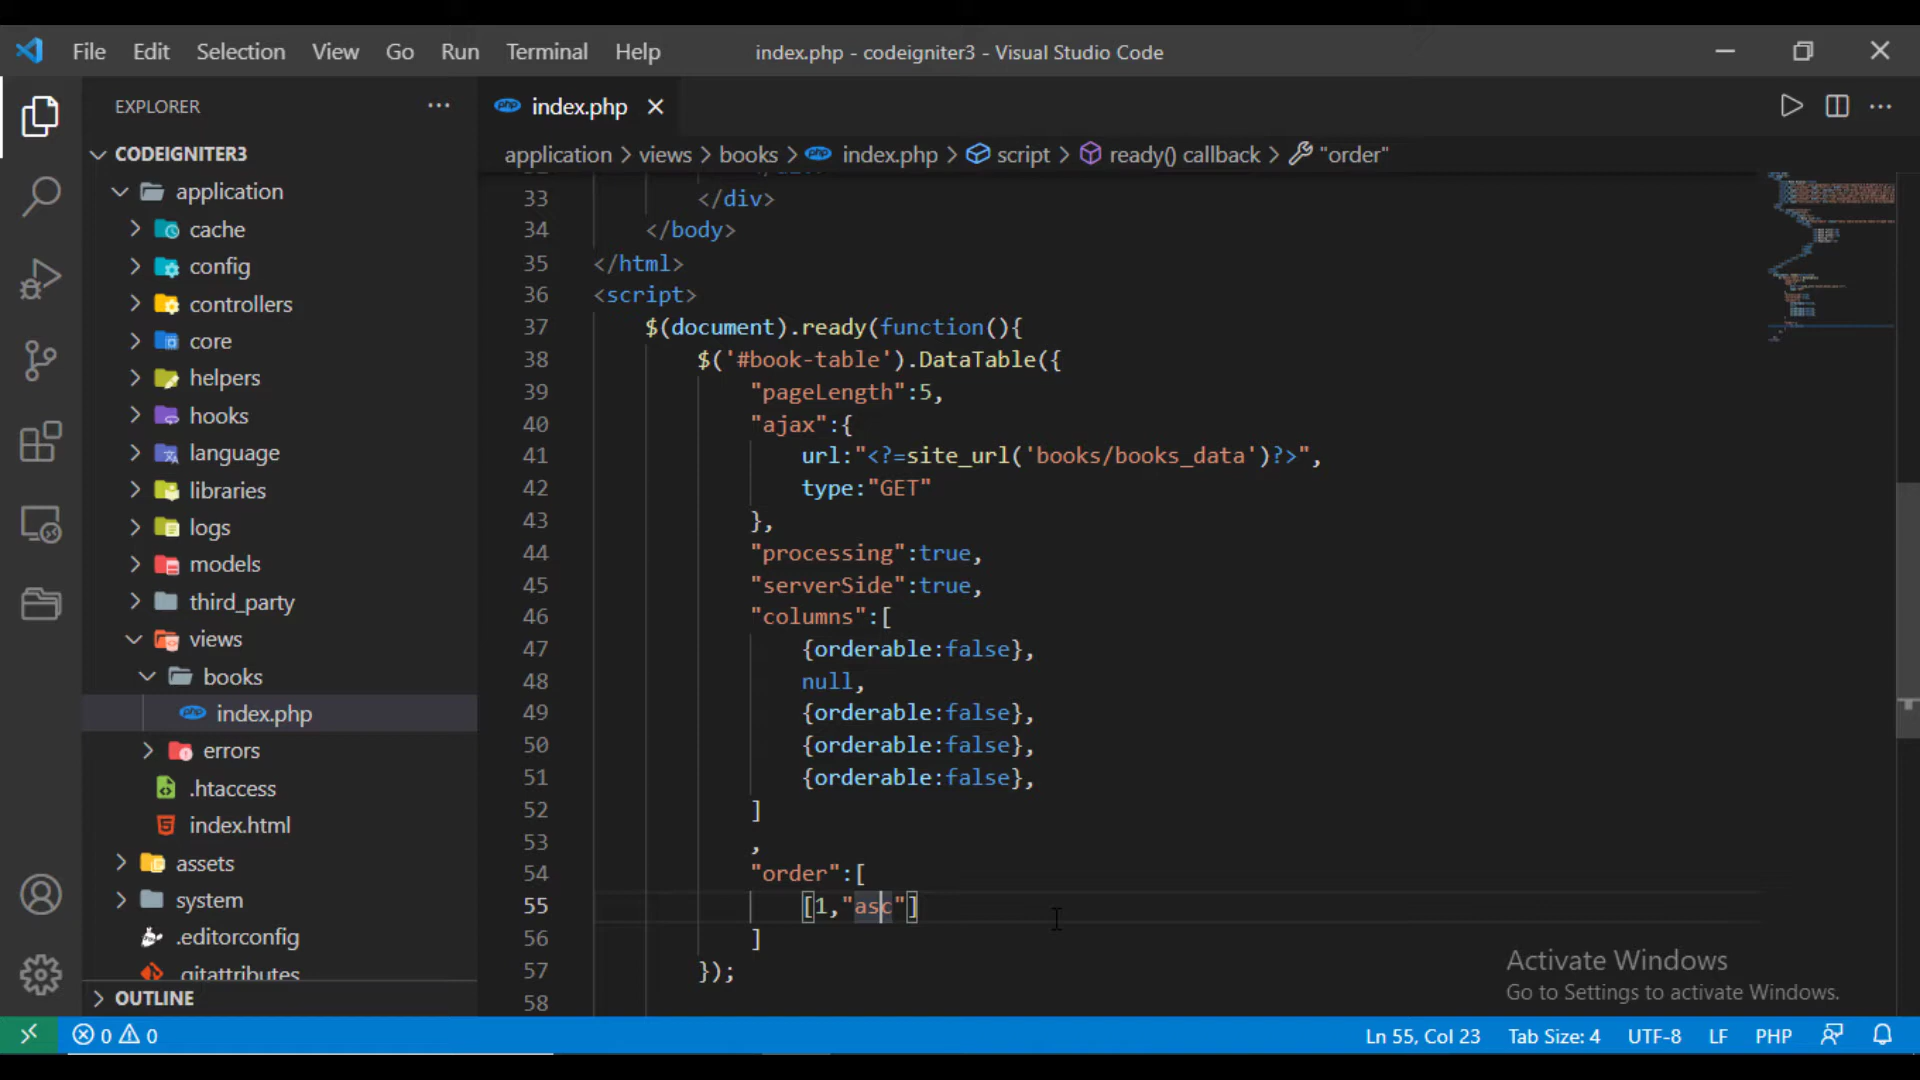 File Edit Selection View Go Run Terminal Help index.php - codeigniter3 - Visual Studio Code
EXPLORER
CODEIGNITER3
application
cache
config
controllers
core
helpers
hooks
language
libraries
logs
models
third_party
views
books
index.php
errors
.htaccess
index.html
assets
system
.editorconfig
.gitattributes
OUTLINE
php index.php
application > views > books > php index.php > script > ready() callback > "order"
33 </div>
34 </body>
35 </html>
36 <script>
37 $(document).ready(function(){
38 $('#book-table').DataTable({
39 "pageLength":5,
40 "ajax":{
41 url:"<?=site_url('books/books_data')?>",
42 type:"GET"
43 },
44 "processing":true,
45 "serverSide":true,
46 "columns":[
47 {orderable:false},
48 null,
49 {orderable:false},
50 {orderable:false},
51 {orderable:false},
52 ]
53 ,
54 "order":[
55 [1,"asc"]
56 ]
57 });
58
Activate Windows
Go to Settings to activate Windows.
0 0 Ln 55, Col 23 Tab Size: 4 UTF-8 LF PHP